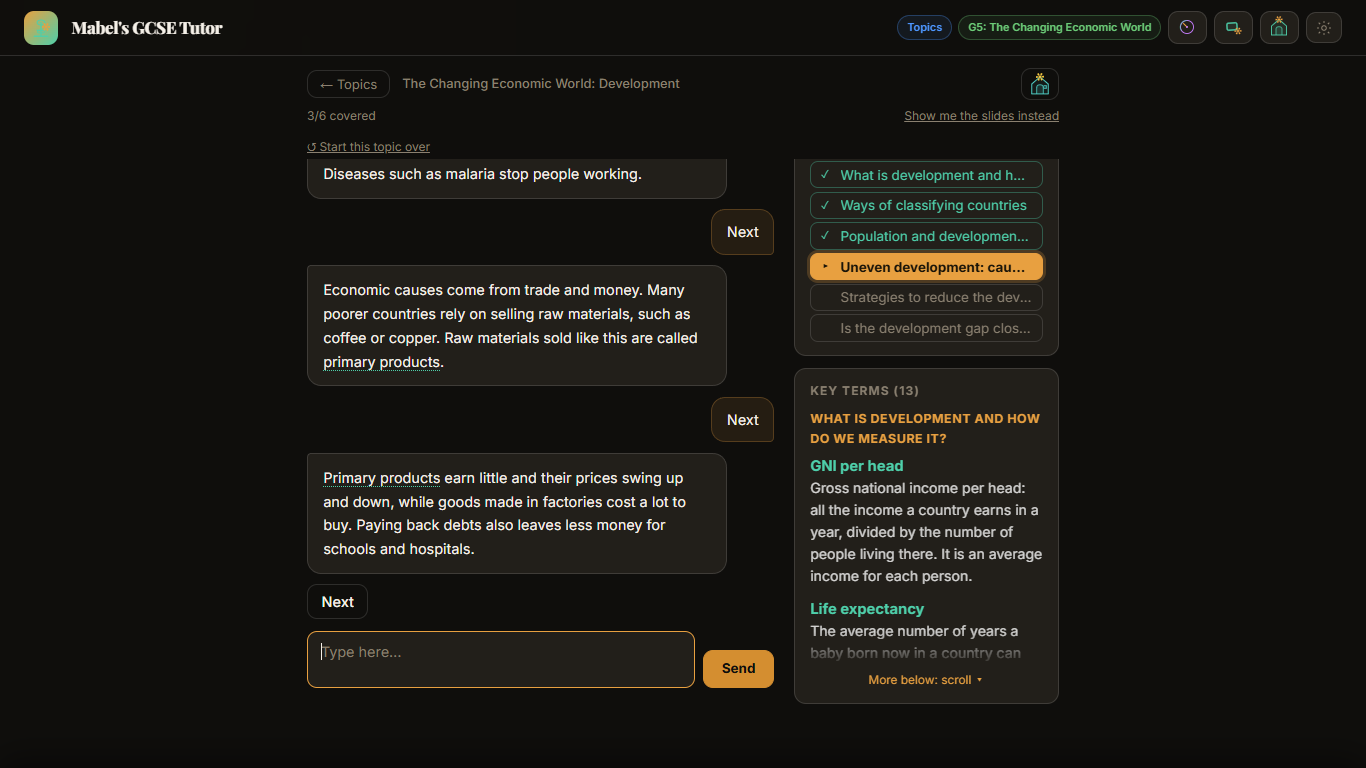 Mabel's GCSE Tutor
Topics
G5: The Changing Economic World
← Topics
The Changing Economic World: Development
3/6 covered
Show me the slides instead
↺ Start this topic over
Diseases such as malaria stop people working.
Next
Economic causes come from trade and money. Many
poorer countries rely on selling raw materials, such as
coffee or copper. Raw materials sold like this are called
primary products.
Next
Primary products earn little and their prices swing up
and down, while goods made in factories cost a lot to
buy. Paying back debts also leaves less money for
schools and hospitals.
Next
Type here...
Send
✓ What is development and h...
✓ Ways of classifying countries
✓ Population and developmen...
▸ Uneven development: cau...
Strategies to reduce the dev...
Is the development gap clos...
KEY TERMS (13)
WHAT IS DEVELOPMENT AND HOW
DO WE MEASURE IT?
GNI per head
Gross national income per head:
all the income a country earns in a
year, divided by the number of
people living there. It is an average
income for each person.
Life expectancy
The average number of years a
baby born now in a country can
More below: scroll ▾